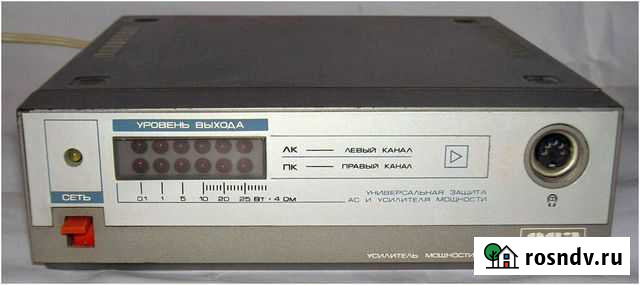 УРОВЕНЬ ВЫХОДА
ЛК — ЛЕВЫЙ КАНАЛ
ПК — ПРАВЫЙ КАНАЛ
СЕТЬ
0.1 1 5 10 20 25 Вт · 4 Ом
УНИВЕРСАЛЬНАЯ ЗАЩИТА
АС И УСИЛИТЕЛЯ МОЩНОСТИ
УСИЛИТЕЛЬ МОЩНОСТИ
rosndv.ru